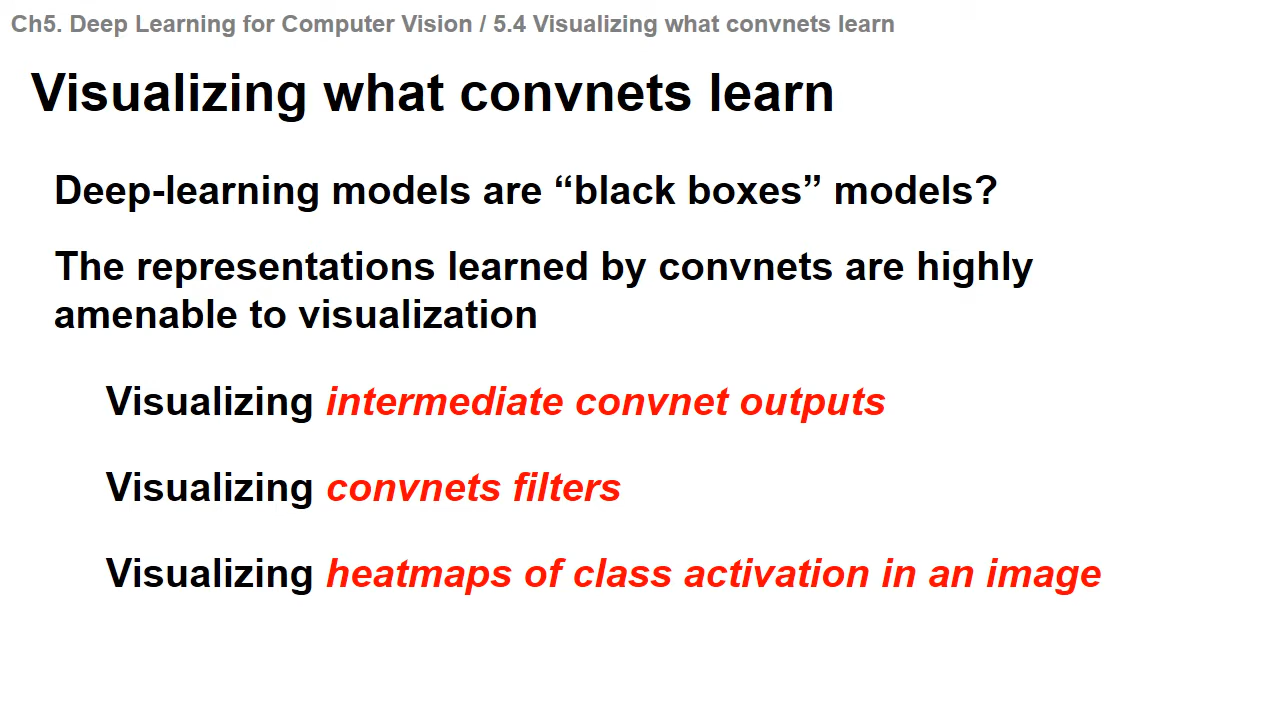 Ch5. Deep Learning for Computer Vision / 5.4 Visualizing what convnets learn
Visualizing what convnets learn
Deep-learning models are “black boxes” models?
The representations learned by convnets are highly
amenable to visualization
Visualizing intermediate convnet outputs
Visualizing convnets filters
Visualizing heatmaps of class activation in an image